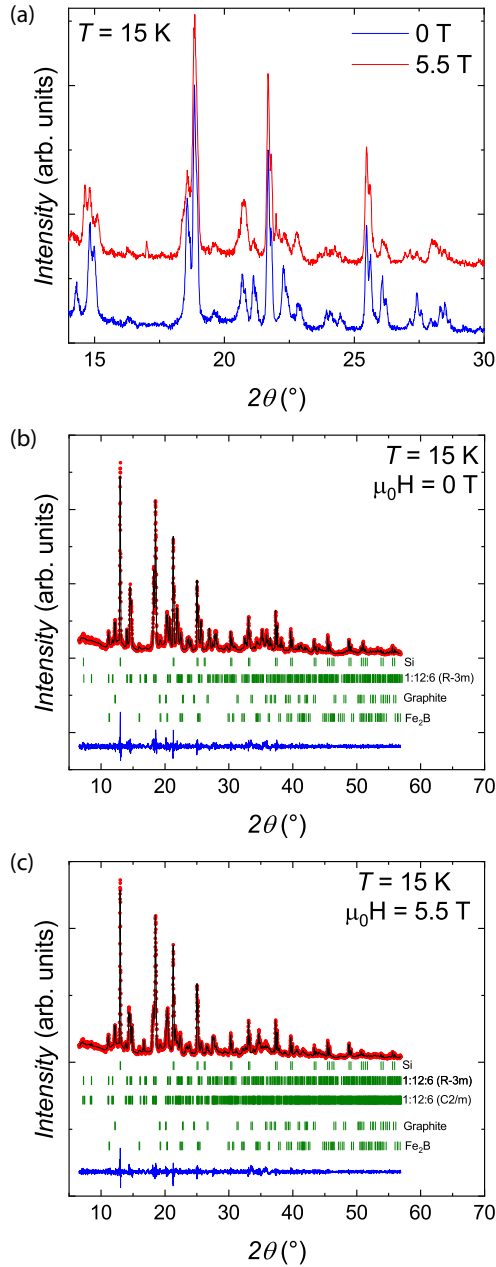 (a)
T = 15 K
0 T
5.5 T
Intensity (arb. units)
15 20 25 30
2θ (°)
(b)
T = 15 K
μ₀H = 0 T
Intensity (arb. units)
Si
1:12:6 (R-3m)
Graphite
Fe₂B
10 20 30 40 50 60 70
2θ (°)
(c)
T = 15 K
μ₀H = 5.5 T
Intensity (arb. units)
Si
1:12:6 (R-3m)
1:12:6 (C2/m)
Graphite
Fe₂B
10 20 30 40 50 60 70
2θ (°)